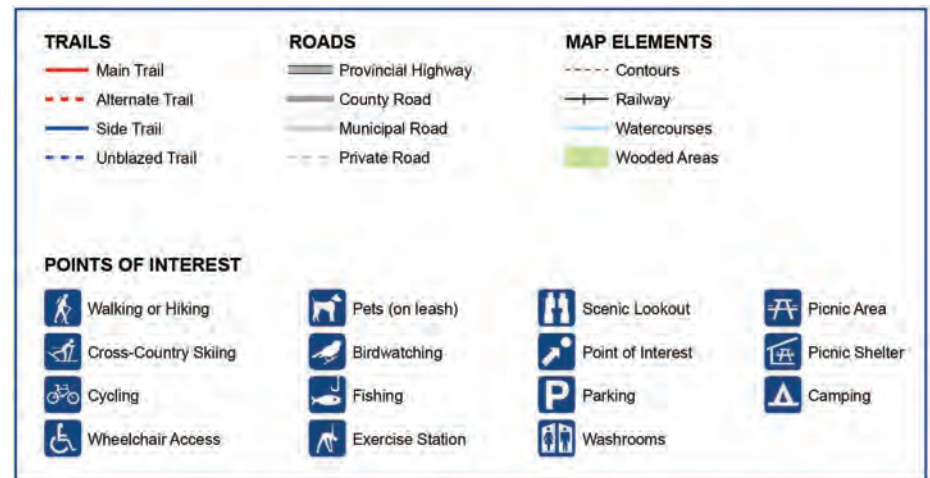 TRAILS
Main Trail
Alternate Trail
Side Trail
Unblazed Trail
ROADS
Provincial Highway
County Road
Municipal Road
Private Road
MAP ELEMENTS
Contours
Railway
Watercourses
Wooded Areas
POINTS OF INTEREST
Walking or Hiking
Cross-Country Skiing
Cycling
Wheelchair Access
Pets (on leash)
Birdwatching
Fishing
Exercise Station
Scenic Lookout
Point of Interest
P Parking
Washrooms
Picnic Area
Picnic Shelter
Camping